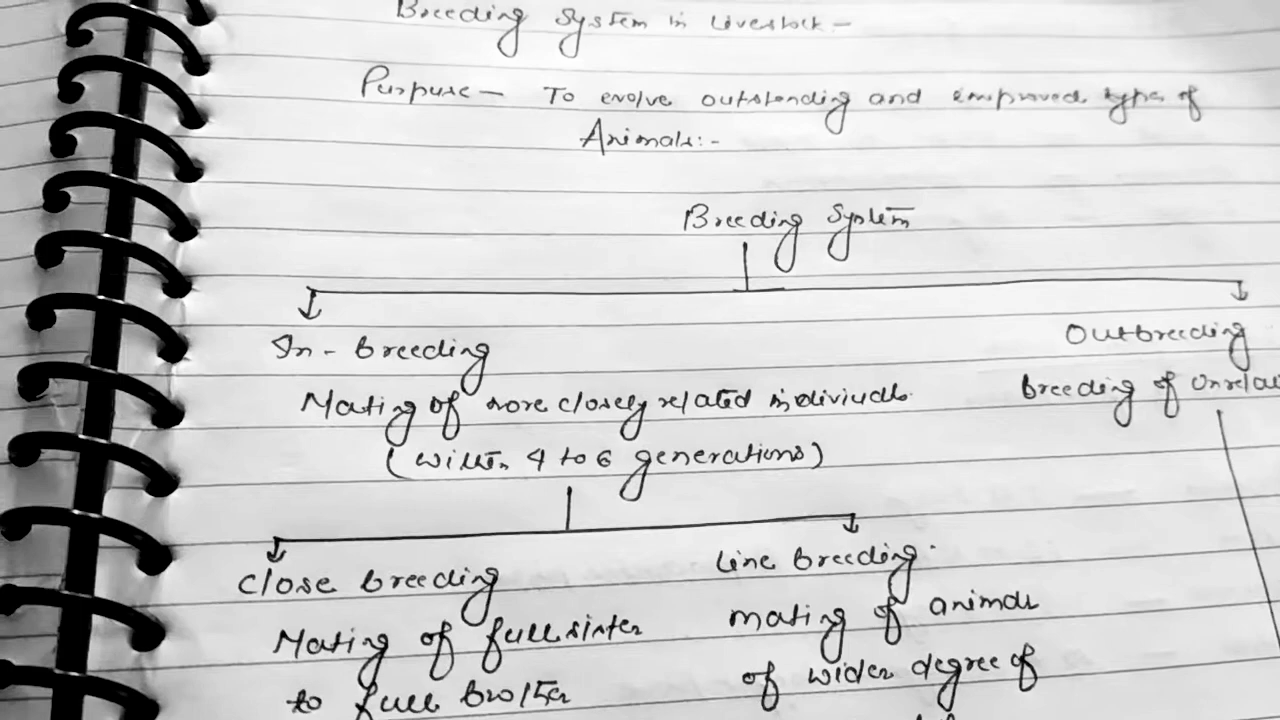 Breeding System in Livestock -
Purpose - To evolve outstanding and improved types of
Animals:-
Breeding System
In-breeding
Outbreeding
Mating of more closely related individuals.
breeding of Unrelat
(within 4 to 6 generations)
Close breeding
Line breeding.
Mating of full sister
to full brother
mating of animals
of wider degree of